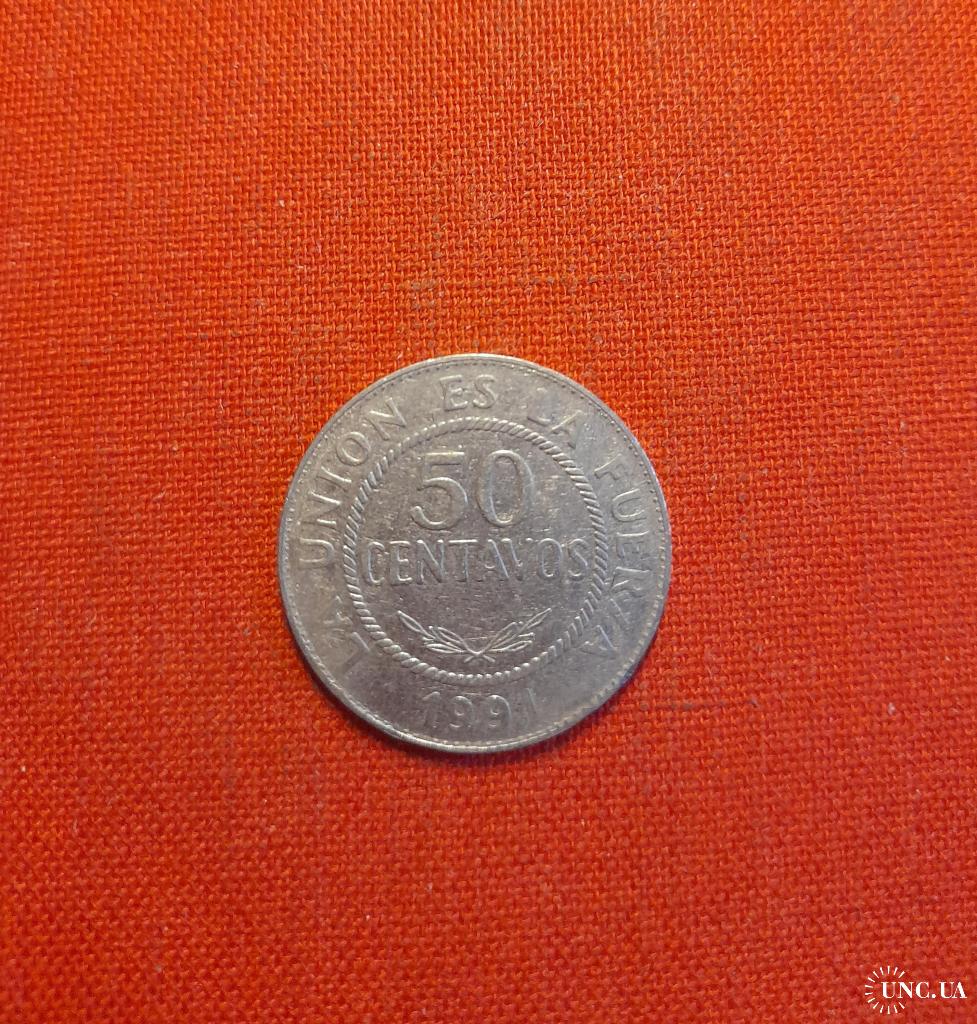 LA UNION ES LA FUERZA
50
CENTAVOS
1991
UNC.UA